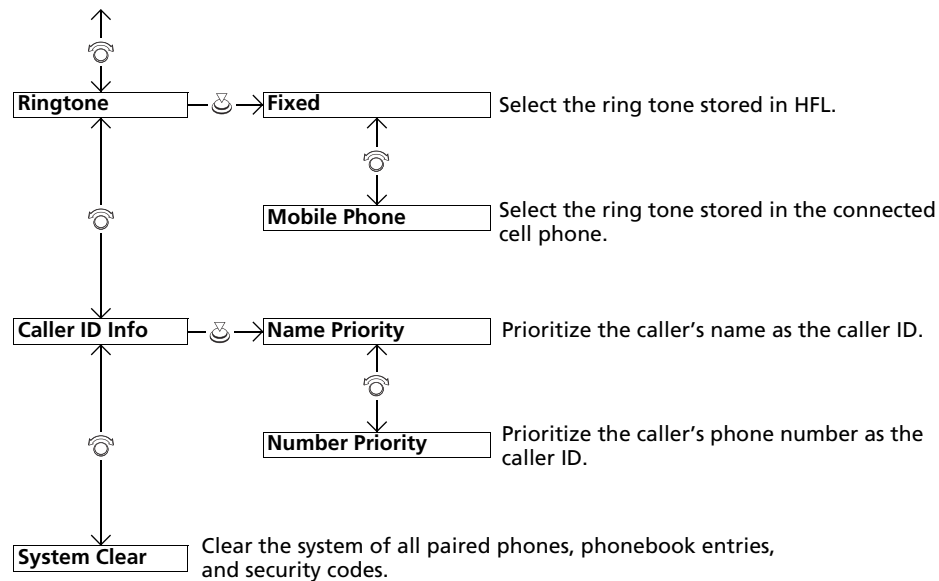 Ringtone
Fixed
Select the ring tone stored in HFL.
Mobile Phone
Select the ring tone stored in the connected
cell phone.
Caller ID Info
Name Priority
Prioritize the caller’s name as the caller ID.
Number Priority
Prioritize the caller’s phone number as the
caller ID.
System Clear
Clear the system of all paired phones, phonebook entries,
and security codes.